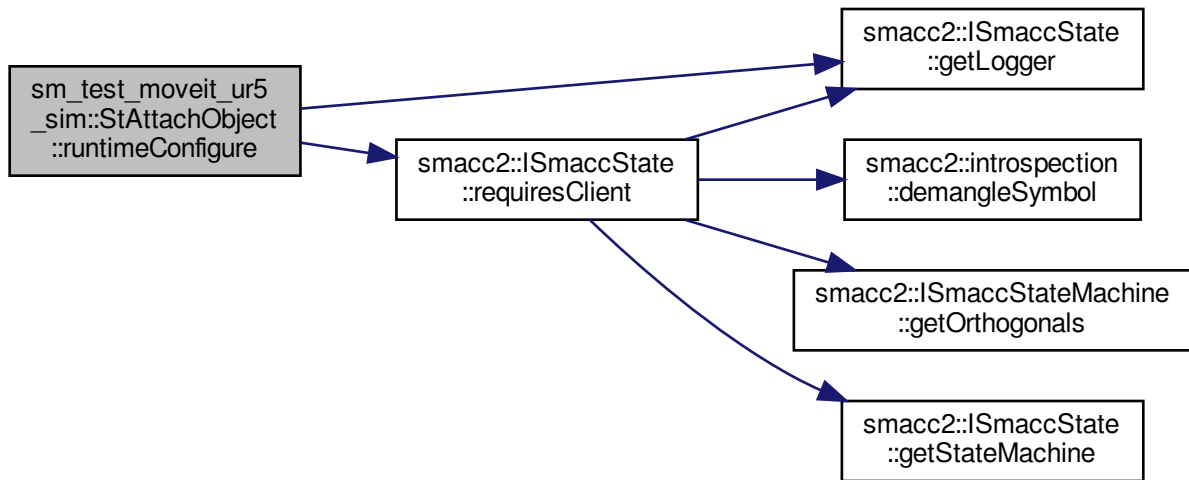 sm_test_moveit_ur5
_sim::StAttachObject
::runtimeConfigure
smacc2::ISmaccState
::requiresClient
smacc2::ISmaccState
::getLogger
smacc2::introspection
::demangleSymbol
smacc2::ISmaccStateMachine
::getOrthogonals
smacc2::ISmaccState
::getStateMachine